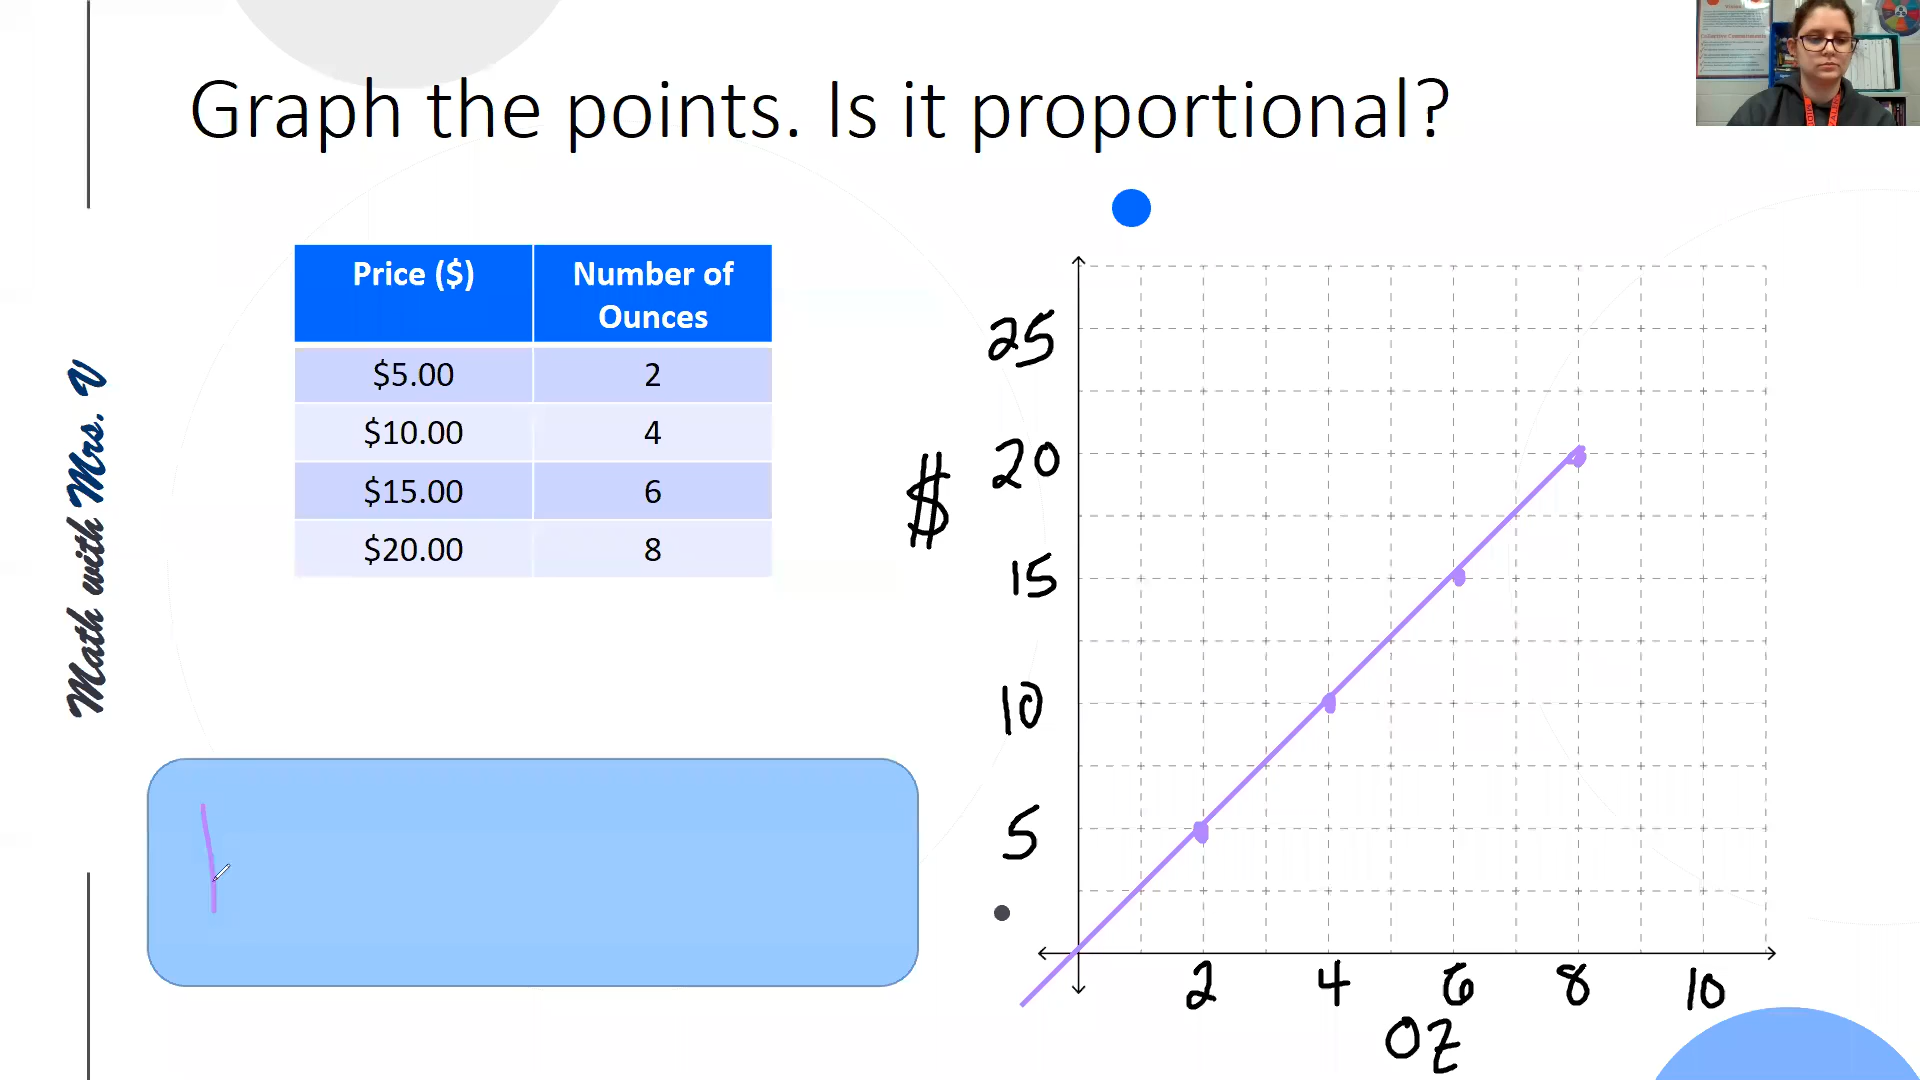 Graph the points. Is it proportional?
Price ($) Number of Ounces
$5.00 2
$10.00 4
$15.00 6
$20.00 8
Math with Mrs. V
25
20
$
15
10
5
2 4 6 8 10
OZ